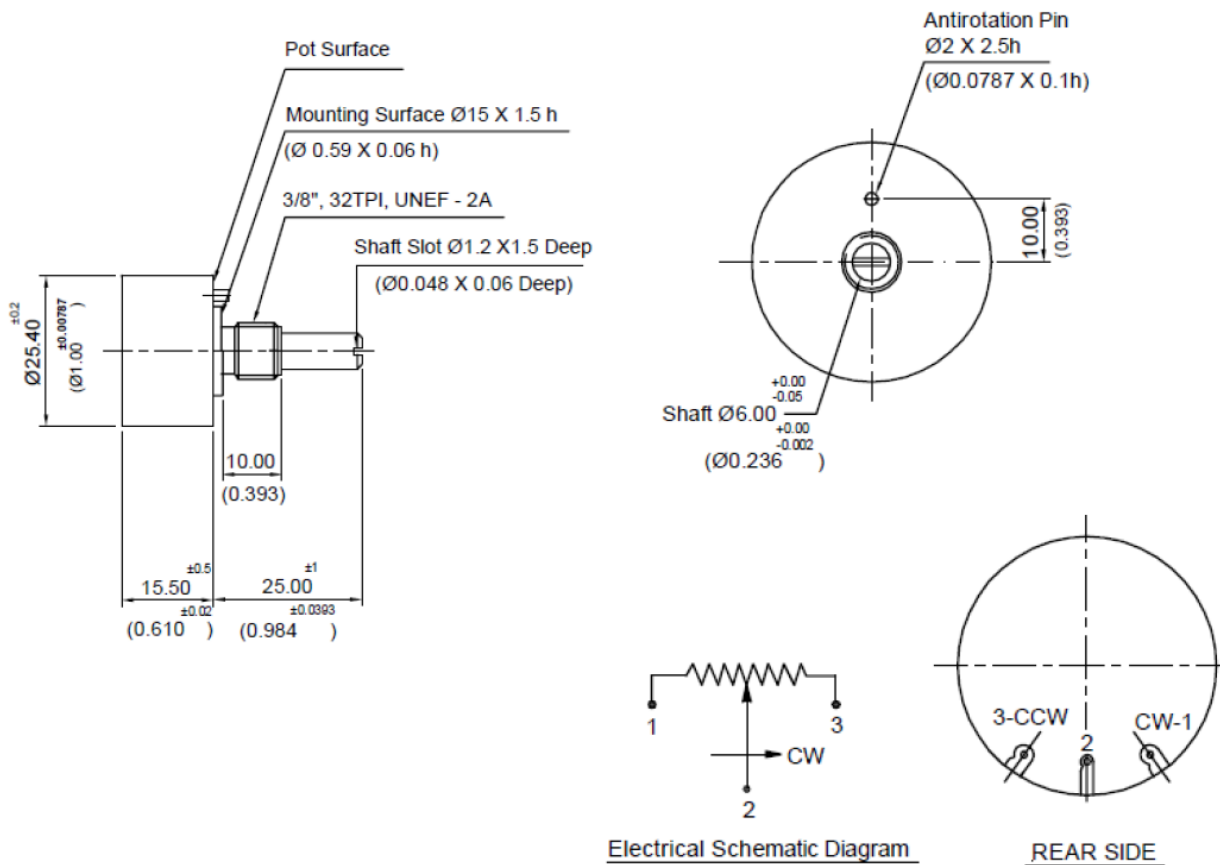 Pot Surface
Mounting Surface Ø15 X 1.5 h
(Ø 0.59 X 0.06 h)
3/8", 32TPI, UNEF - 2A
Shaft Slot Ø1.2 X1.5 Deep
(Ø0.048 X 0.06 Deep)
Ø25.40 ±0.2
(Ø1.00 ±0.00787 )
10.00
(0.393)
15.50 ±0.5
(0.610 ±0.02 )
25.00 ±1
(0.984 ±0.0393 )
Antirotation Pin
Ø2 X 2.5h
(Ø0.0787 X 0.1h)
10.00
(0.393)
Shaft Ø6.00 +0.00 -0.05
(Ø0.236 +0.00 -0.002 )
1
3
CW
2
Electrical Schematic Diagram
3-CCW
2
CW-1
REAR SIDE